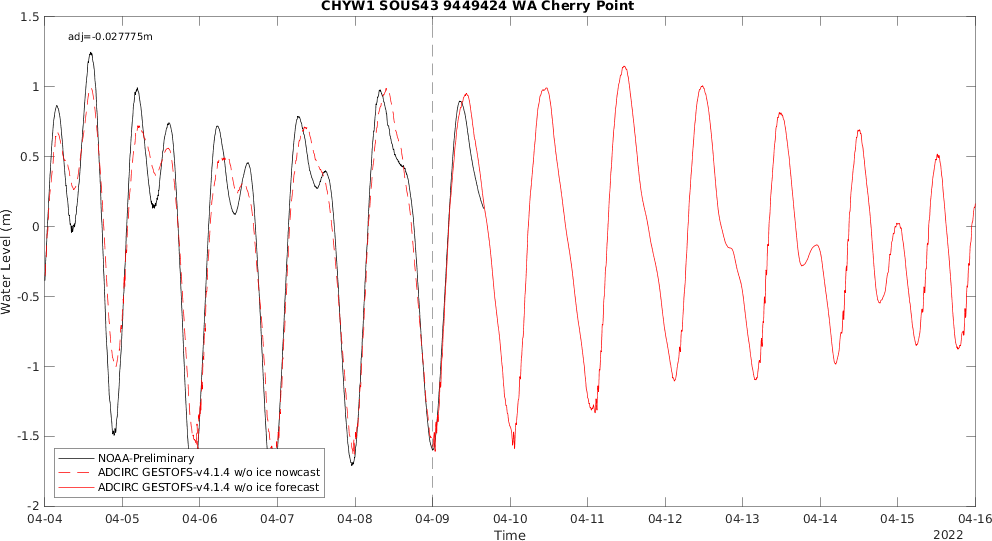 CHYW1 SOUS43 9449424 WA Cherry Point
adj=-0.027775m
Water Level (m)
1.5
1
0.5
0
-0.5
-1
-1.5
-2
NOAA-Preliminary
ADCIRC GESTOFS-v4.1.4 w/o ice nowcast
ADCIRC GESTOFS-v4.1.4 w/o ice forecast
04-04 04-05 04-06 04-07 04-08 04-09 04-10 04-11 04-12 04-13 04-14 04-15 04-16
Time
2022